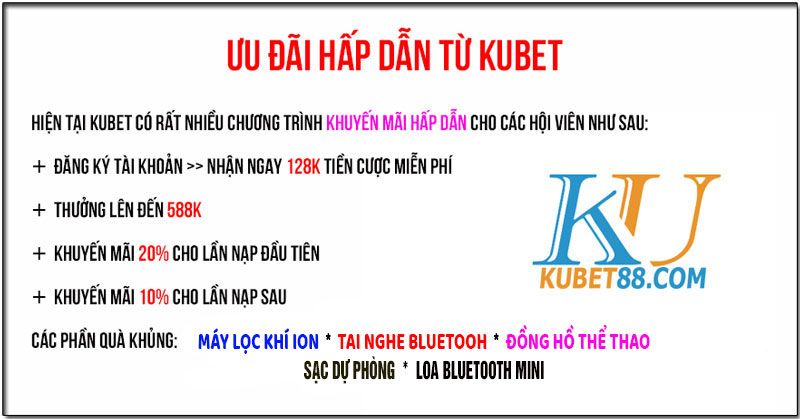 ƯU ĐÃI HẤP DẪN TỪ KUBET
HIỆN TẠI KUBET CÓ RẤT NHIỀU CHƯƠNG TRÌNH KHUYẾN MÃI HẤP DẪN CHO CÁC HỘI VIÊN NHƯ SAU:
+ ĐĂNG KÝ TÀI KHOẢN >> NHẬN NGAY 128K TIỀN CƯỢC MIỄN PHÍ
+ THƯỞNG LÊN ĐẾN 588K
+ KHUYẾN MÃI 20% CHO LẦN NẠP ĐẦU TIÊN
+ KHUYẾN MÃI 10% CHO LẦN NẠP SAU
KU
KUBET88.COM
CÁC PHẦN QUÀ KHỦNG: MÁY LỌC KHÍ ION * TAI NGHE BLUETOOH * ĐỒNG HỒ THỂ THAO
SẠC DỰ PHÒNG * LOA BLUETOOTH MINI